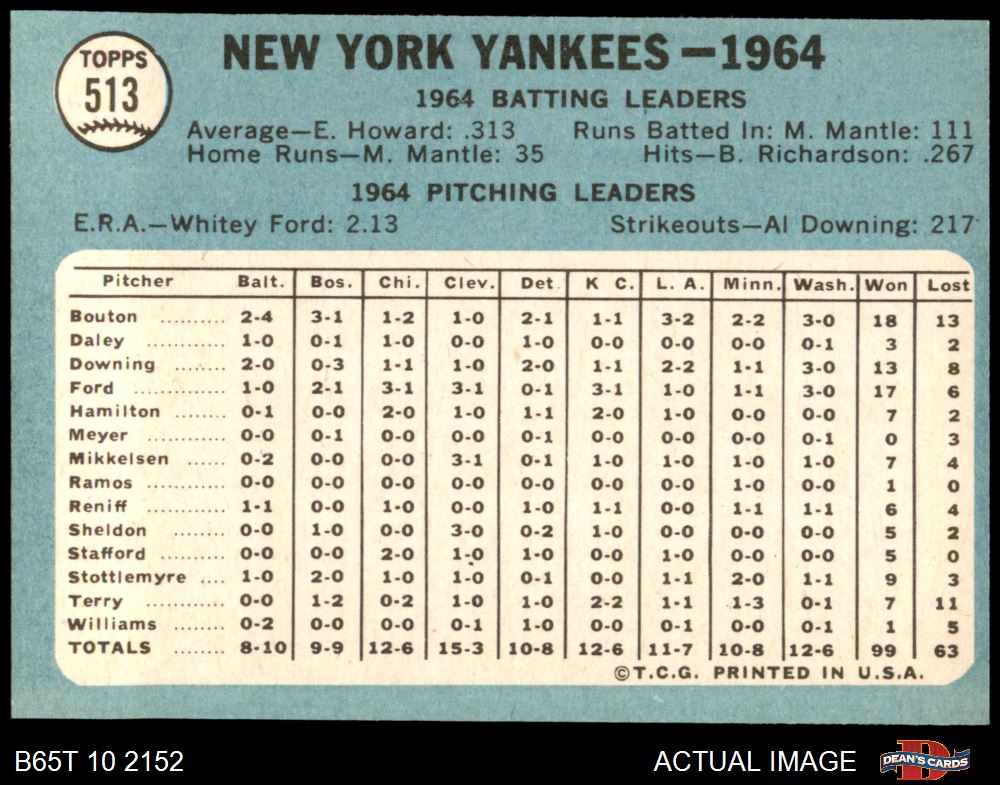 TOPPS
513
NEW YORK YANKEES—1964
1964 BATTING LEADERS
Average—E. Howard: .313 Runs Batted In: M. Mantle: 111
Home Runs—M. Mantle: 35 Hits—B. Richardson: .267
1964 PITCHING LEADERS
E.R.A.—Whitey Ford: 2.13 Strikeouts—Al Downing: 217
Pitcher Balt. Bos. Chi. Clev. Det. K C. L. A. Minn. Wash. Won Lost
Bouton .......... 2-4 3-1 1-2 1-0 2-1 1-1 3-2 2-2 3-0 18 13
Daley ............ 1-0 0-1 1-0 0-0 1-0 0-0 0-0 0-0 0-1 3 2
Downing ........ 2-0 0-3 1-1 1-0 2-0 1-1 2-2 1-1 3-0 13 8
Ford .............. 1-0 2-1 3-1 3-1 0-1 3-1 1-0 1-1 3-0 17 6
Hamilton ........ 0-1 0-0 2-0 1-0 1-1 2-0 1-0 0-0 0-0 7 2
Meyer ............ 0-0 0-1 0-0 0-0 0-1 0-0 0-0 0-0 0-1 0 3
Mikkelsen ...... 0-2 0-0 0-0 3-1 0-1 1-0 1-0 1-0 1-0 7 4
Ramos ............ 0-0 0-0 0-0 0-0 0-0 0-0 0-0 1-0 0-0 1 0
Reniff ............ 1-1 0-0 1-0 0-0 1-0 1-1 0-0 1-1 1-1 6 4
Sheldon .......... 0-0 1-0 0-0 3-0 0-2 1-0 0-0 0-0 0-0 5 2
Stafford .......... 0-0 0-0 2-0 1-0 1-0 0-0 1-0 0-0 0-0 5 0
Stottlemyre .... 1-0 2-0 1-0 1-0 0-1 0-0 1-1 2-0 1-1 9 3
Terry ............ 0-0 1-2 0-2 1-0 1-0 2-2 1-1 1-3 0-1 7 11
Williams ........ 0-2 0-0 0-0 0-1 1-0 0-0 0-1 0-0 0-1 1 5
TOTALS ........ 8-10 9-9 12-6 15-3 10-8 12-6 11-7 10-8 12-6 99 63
©T.C.G. PRINTED IN U.S.A.
B65T 10 2152 ACTUAL IMAGE D DEAN'S CARDS